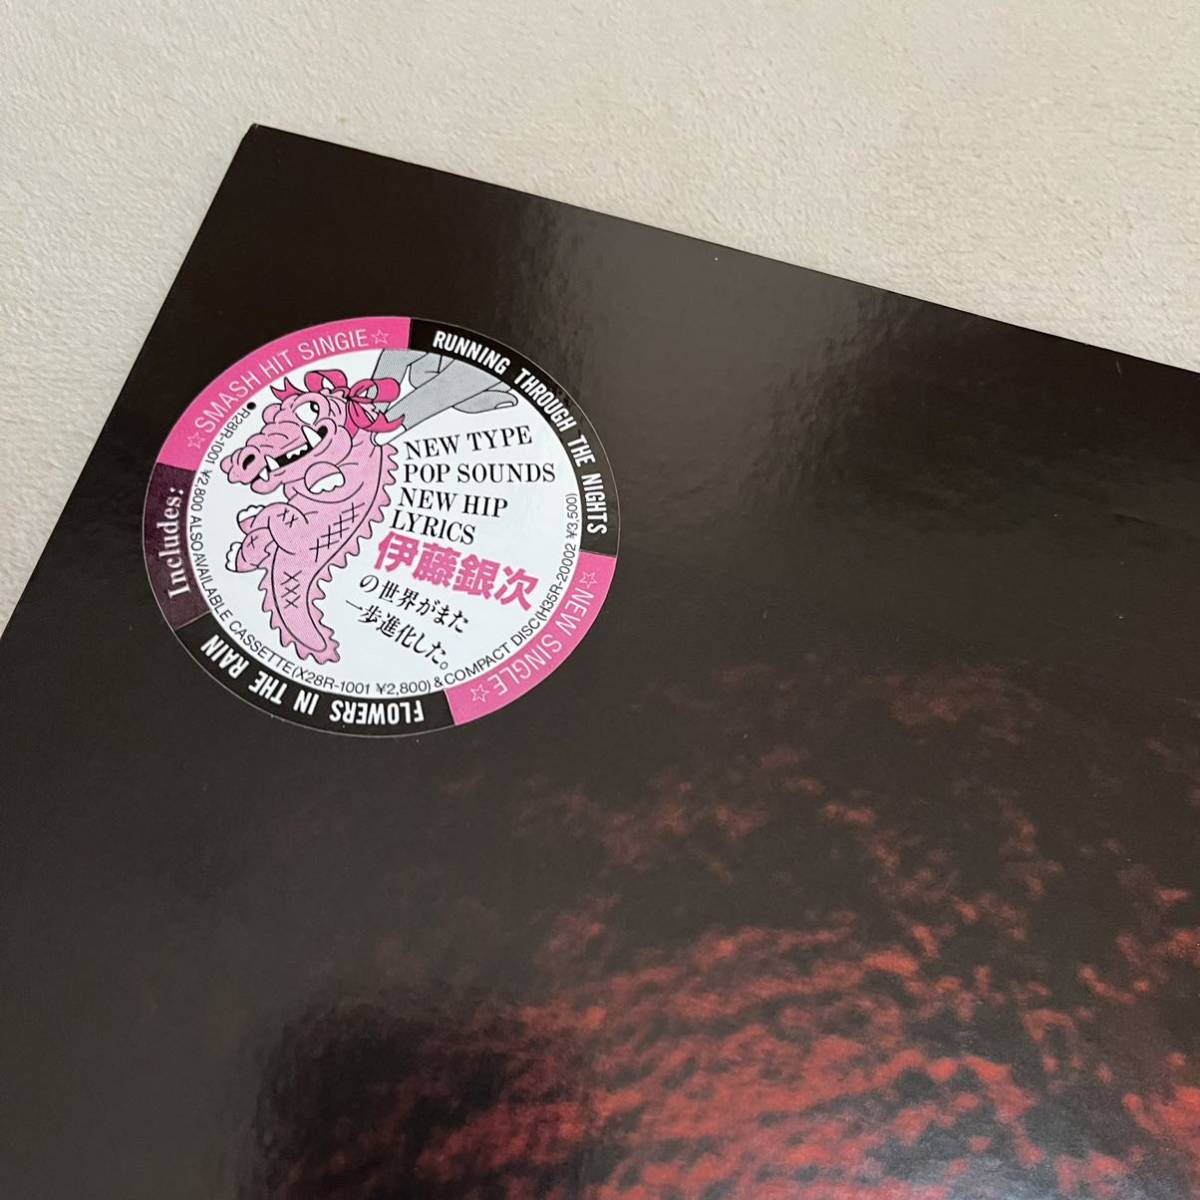 ☆SMASH HIT SINGIE☆
RUNNING THROUGH THE NIGHTS
☆NEW SINGLE☆
FLOWERS IN THE RAIN
Includes:
●R28R-1001 ¥2,800 ALSO AVAILABLE CASSETTE(X28R-1001 ¥2,800) & COMPACT DISC(H35R-20002 ¥3,500)
NEW TYPE
POP SOUNDS
NEW HIP
LYRICS
伊藤銀次
の世界がまた
一歩進化した。